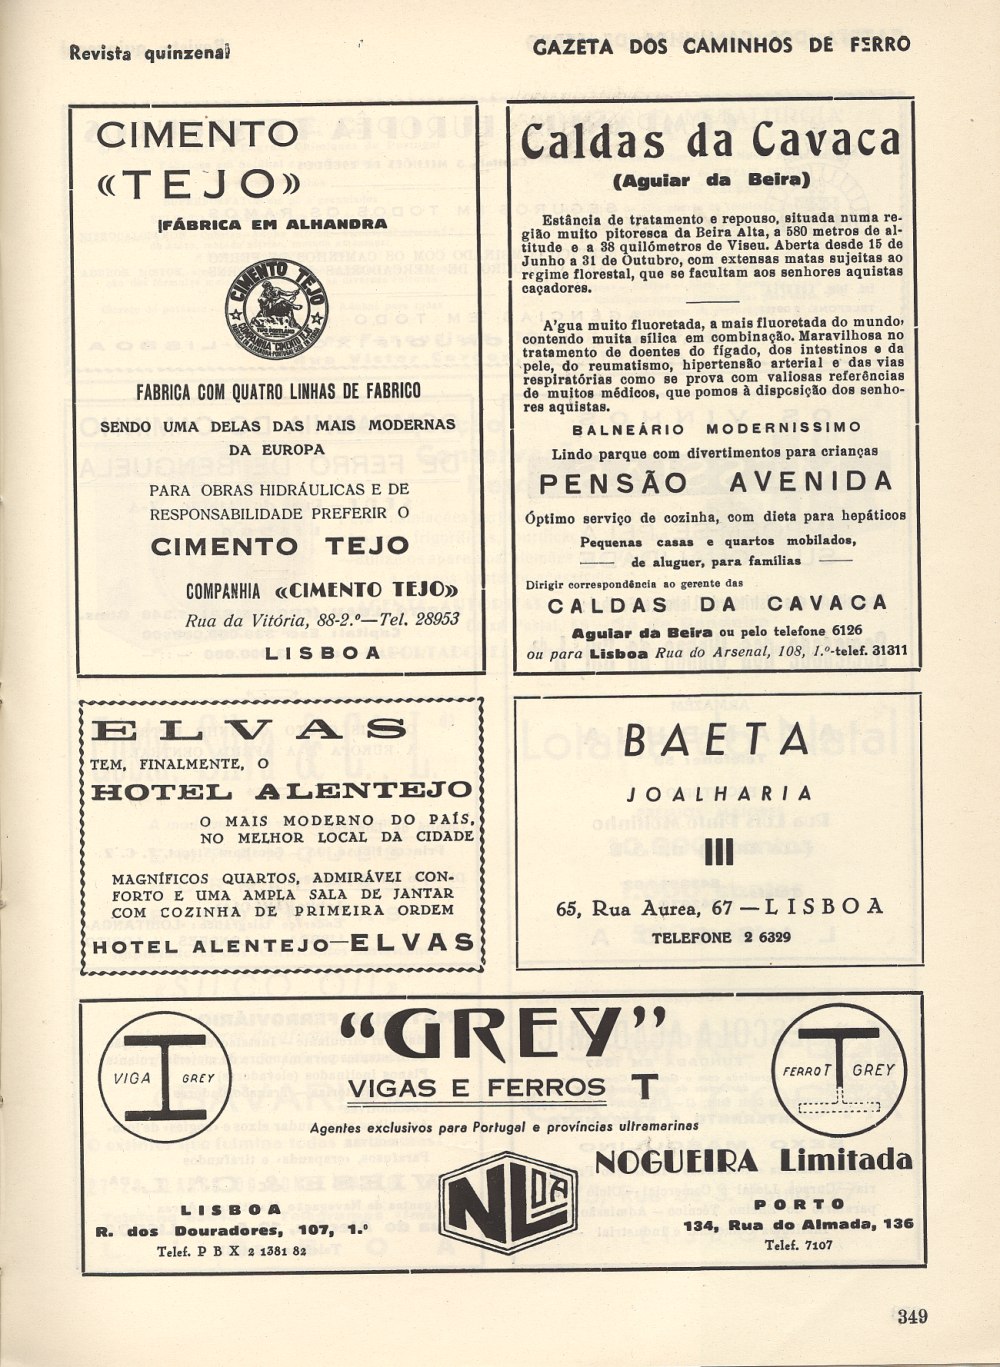 Revista quinzenal
GAZETA DOS CAMINHOS DE FERRO
CIMENTO
«TEJO»
FÁBRICA EM ALHANDRA
CIMENTO TEJO
FABRICA COM QUATRO LINHAS DE FABRICO
SENDO UMA DELAS DAS MAIS MODERNAS
DA EUROPA
PARA OBRAS HIDRÁULICAS E DE
RESPONSABILIDADE PREFERIR O
CIMENTO TEJO
COMPANHIA «CIMENTO TEJO»
Rua da Vitória, 88-2.º—Tel. 28953
LISBOA
Caldas da Cavaca
(Aguiar da Beira)
Estância de tratamento e repouso, situada numa re-
gião muito pitoresca da Beira Alta, a 580 metros de al-
titude e a 38 quilómetros de Viseu. Aberta desde 15 de
Junho a 31 de Outubro, com extensas matas sujeitas ao
regime florestal, que se facultam aos senhores aquistas
caçadores.
A'gua muito fluoretada, a mais fluoretada do mundo,
contendo muita sílica em combinação. Maravilhosa no
tratamento de doentes do fígado, dos intestinos e da
pele, do reumatismo, hipertensão arterial e das vias
respiratórias como se prova com valiosas referências
de muitos médicos, que pomos à disposição dos senho-
res aquistas.
BALNEÁRIO MODERNISSIMO
Lindo parque com divertimentos para crianças
PENSÃO AVENIDA
Óptimo serviço de cozinha, com dieta para hepáticos
Pequenas casas e quartos mobilados,
de aluguer, para famílias
Dirigir correspondência ao gerente das
CALDAS DA CAVACA
Aguiar da Beira ou pelo telefone 6126
ou para Lisboa Rua do Arsenal, 108, 1.º-telef. 31311
ELVAS
TEM, FINALMENTE, O
HOTEL ALENTEJO
O MAIS MODERNO DO PAÍS,
NO MELHOR LOCAL DA CIDADE
MAGNÍFICOS QUARTOS, ADMIRÁVEI CON-
FORTO E UMA AMPLA SALA DE JANTAR
COM COZINHA DE PRIMEIRA ORDEM
HOTEL ALENTEJO—ELVAS
BAETA
JOALHARIA
III
65, Rua Aurea, 67 — LISBOA
TELEFONE 2 6329
VIGA GREY
"GREY"
VIGAS E FERROS T
FERRO T GREY
Agentes exclusivos para Portugal e províncias ultramarinas
NLDA
NOGUEIRA Limitada
LISBOA
R. dos Douradores, 107, 1.º
Telef. P B X 2 1381 82
PORTO
134, Rua do Almada, 136
Telef. 7107
349